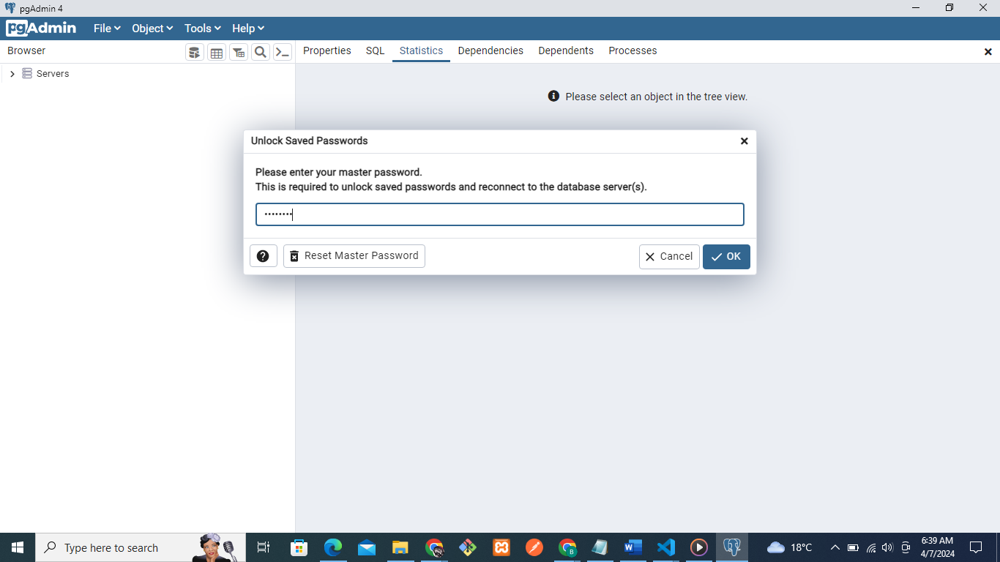 pgAdmin 4
pgAdmin File Object Tools Help
Browser Properties SQL Statistics Dependencies Dependents Processes
Servers
Please select an object in the tree view.
Unlock Saved Passwords
Please enter your master password.
This is required to unlock saved passwords and reconnect to the database server(s).
••••••••
Reset Master Password Cancel OK
Type here to search 18°C 6:39 AM
4/7/2024